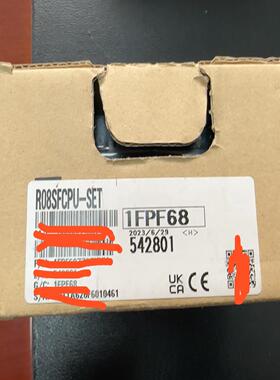 R08SFCPU-SET
1FPF68
2023/6/29 <H>
542801
G/C: 1FPF68
UK
CA CE